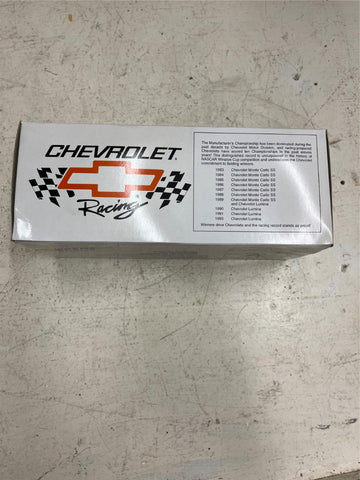 CHEVROLET
Racing
The Manufacturer's Championship has been dominated during the
past decade by Chevrolet Motor Division, and racing-prepared
Chevrolets have scored ten Championships in the past eleven
years! This distinguished record is unsurpassed in the history of
NASCAR Winston Cup competition and underscores the Chevrolet
commitment to fielding winners.
1983 Chevrolet Monte Carlo SS
1984 Chevrolet Monte Carlo SS
1985 Chevrolet Monte Carlo SS
1986 Chevrolet Monte Carlo SS
1987 Chevrolet Monte Carlo SS
1988 Chevrolet Monte Carlo SS
1989 Chevrolet Monte Carlo SS
and Chevrolet Lumina
1990 Chevrolet Lumina
1991 Chevrolet Lumina
1993 Chevrolet Lumina
Winners drive Chevrolets and the racing record stands as proof!